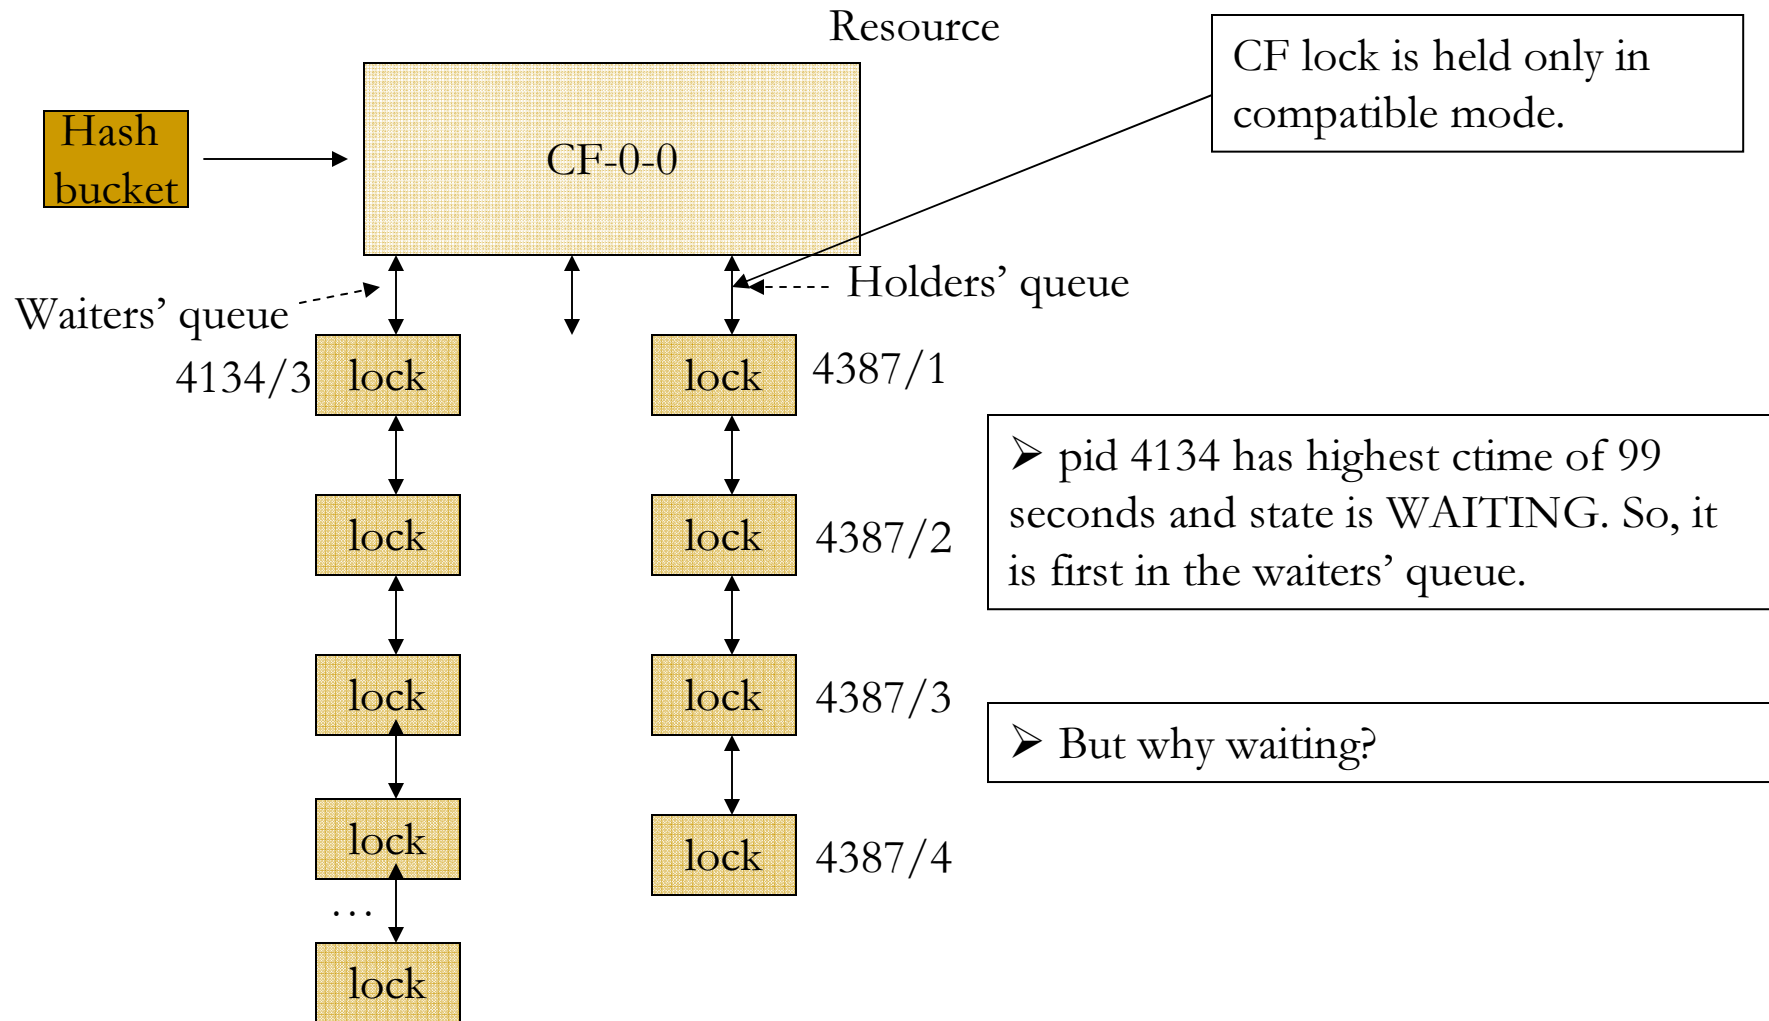 Resource
CF lock is held only in
compatible mode.
Hash
bucket
CF-0-0
Waiters’ queue
Holders’ queue
4134/3
lock
lock
4387/1
lock
lock
4387/2
lock
lock
4387/3
lock
lock
4387/4
…
lock
➢ pid 4134 has highest ctime of 99
seconds and state is WAITING. So, it
is first in the waiters’ queue.
➢ But why waiting?